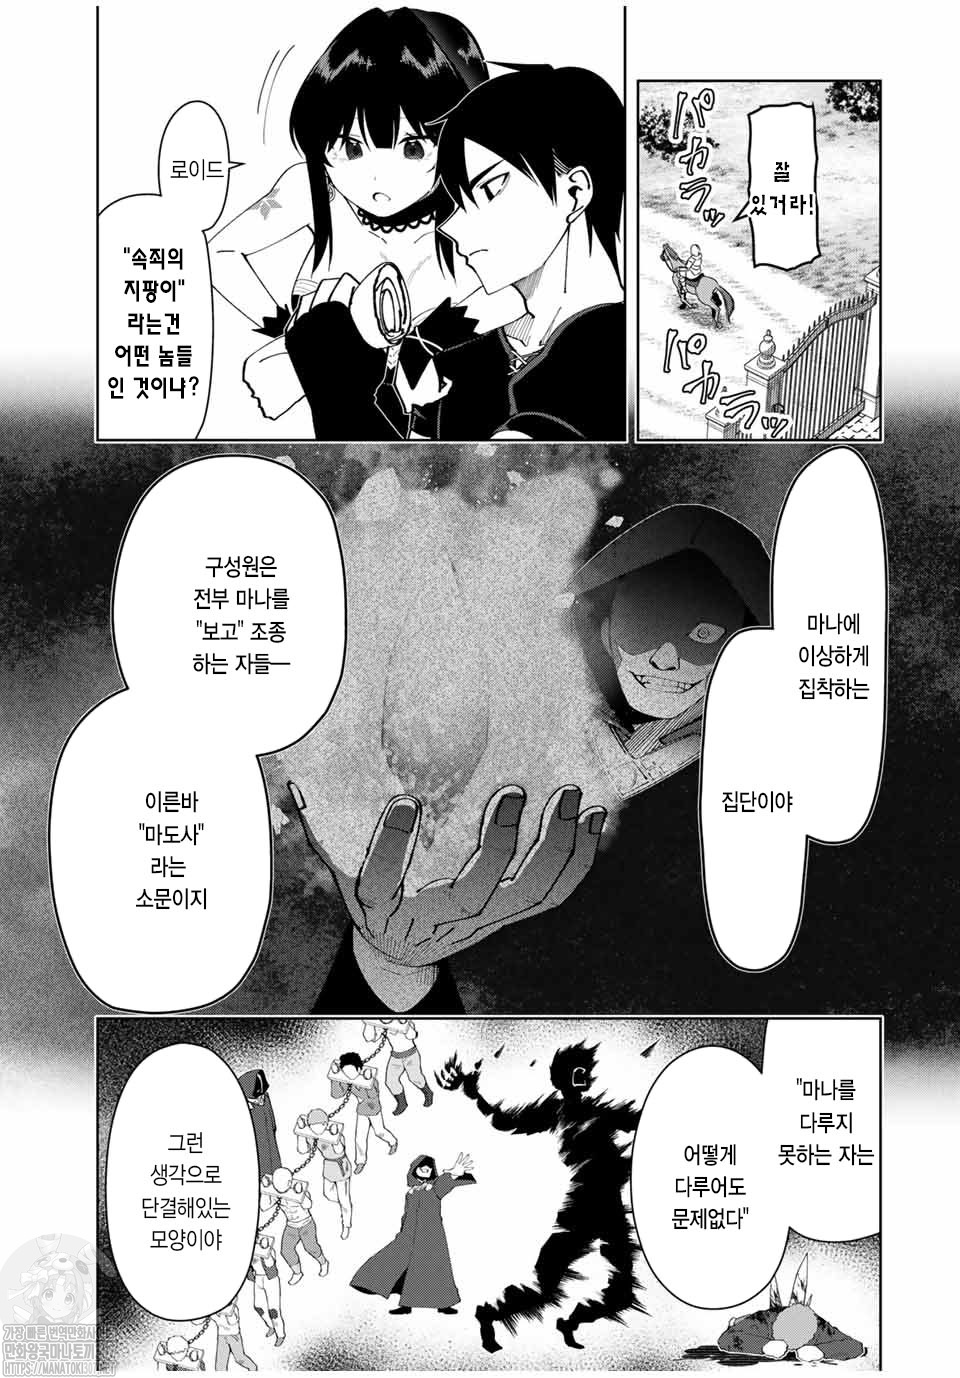 잘
있거라!
パカラッ
パカラッ
로이드
"속죄의
지팡이"
라는건
어떤 놈들
인 것이냐?
마나에
이상하게
집착하는
집단이야
구성원은
전부 마나를
"보고" 조종
하는 자들―
이른바
"마도사"
라는
소문이지
"마나를
다루지
못하는 자는
어떻게
다루어도
문제없다"
그런
생각으로
단결해있는
모양이야
가장 빠른 번역만화사
만화왕국마나토끼